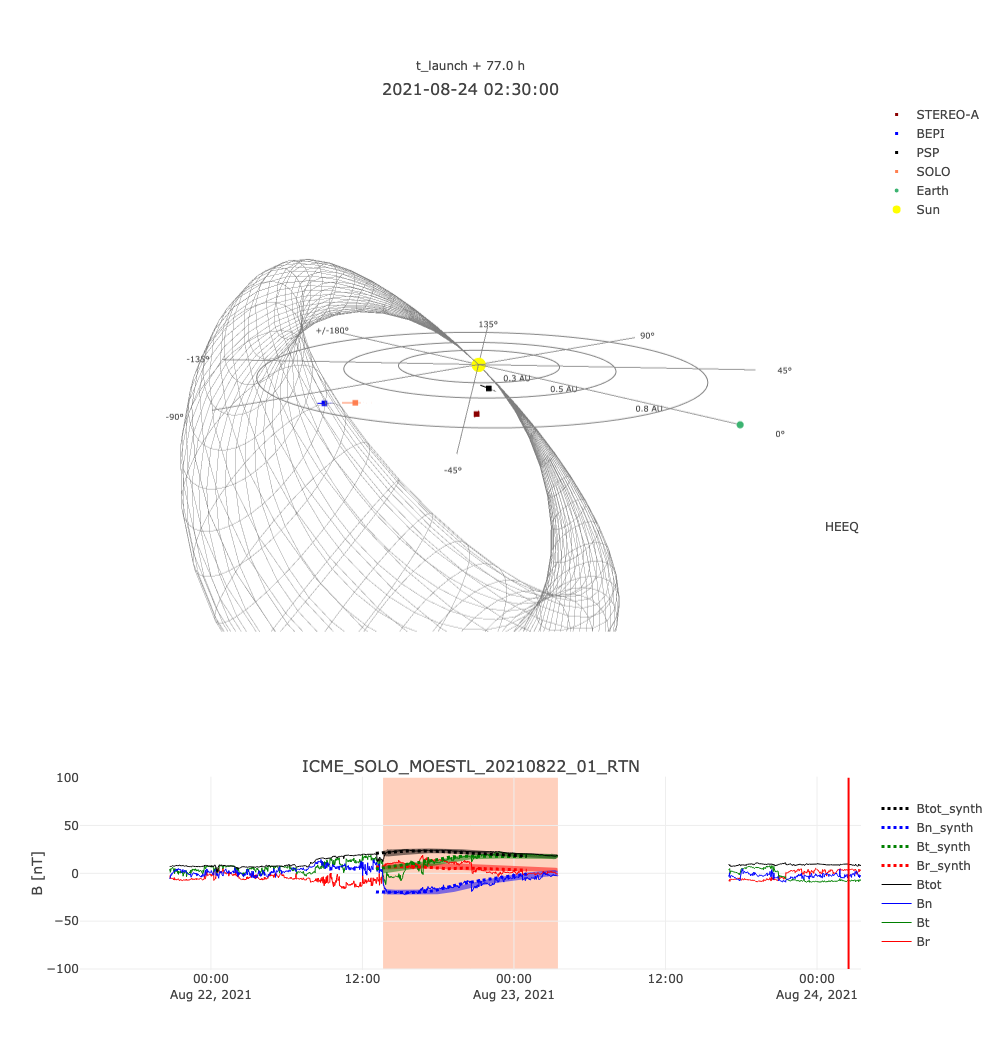 t_launch + 77.0 h
2021-08-24 02:30:00
STEREO-A
BEPI
PSP
SOLO
Earth
Sun
135°
+/-180°
90°
-135°
45°
0.3 AU
0.5 AU
0.8 AU
-90°
0°
-45°
HEEQ
ICME_SOLO_MOESTL_20210822_01_RTN
B [nT]
100
50
0
−50
−100
00:00
Aug 22, 2021
12:00
00:00
Aug 23, 2021
12:00
00:00
Aug 24, 2021
Btot_synth
Bn_synth
Bt_synth
Br_synth
Btot
Bn
Bt
Br